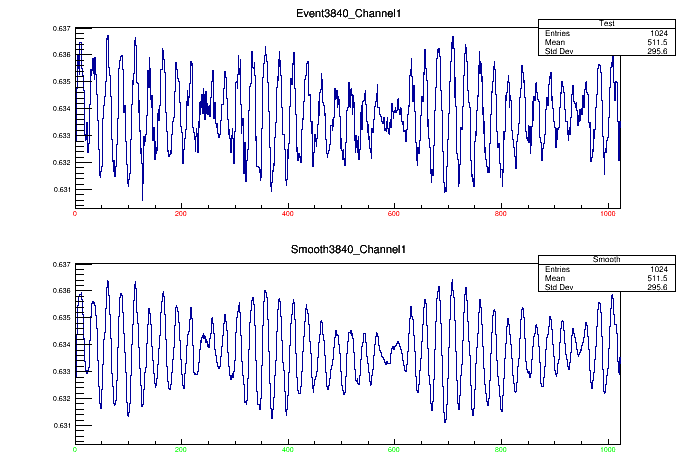 Event3840_Channel1
Test
Entries 1024
Mean 511.5
Std Dev 295.6
0.637
0.636
0.635
0.634
0.633
0.632
0.631
0 200 400 600 800 1000
Smooth3840_Channel1
Smooth
Entries 1024
Mean 511.5
Std Dev 295.6
0.637
0.636
0.635
0.634
0.633
0.632
0.631
0 200 400 600 800 1000